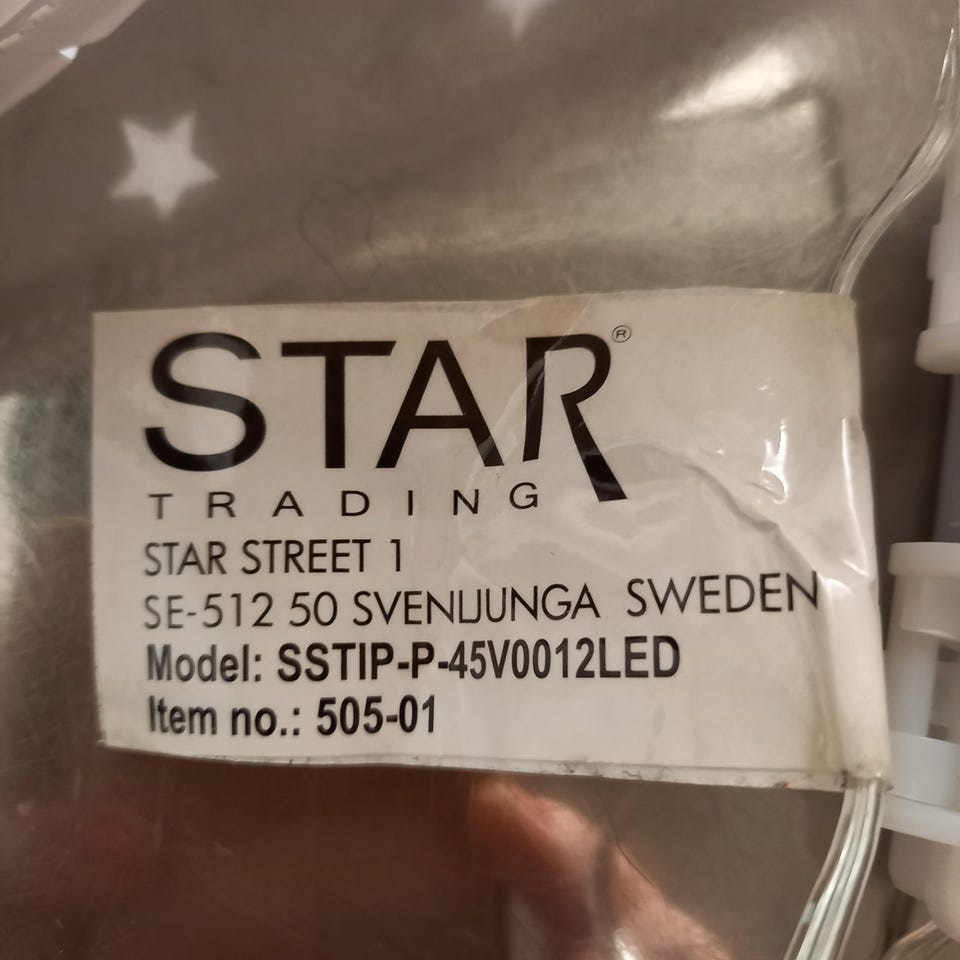 STAR®
TRADING
STAR STREET 1
SE-512 50 SVENLJUNGA SWEDEN
Model: SSTIP-P-45V0012LED
Item no.: 505-01